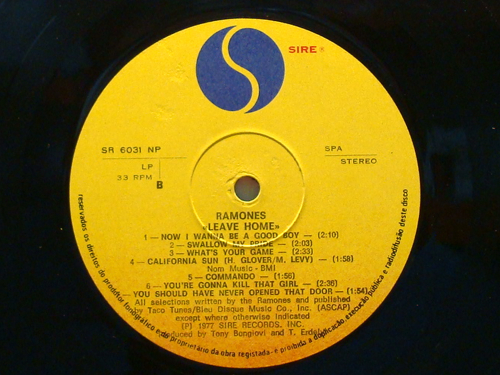 SIRE
SR 6031 NP
SPA
LP
STEREO
33 RPM
B
RAMONES
«LEAVE HOME»
1 — NOW I WANNA BE A GOOD BOY — (2:10)
2 — SWALLOW MY PRIDE — (2:03)
3 — WHAT'S YOUR GAME — (2:33)
4 — CALIFORNIA SUN (H. GLOVER/M. LEVY) — (1:58)
Nom Music - BMI
5 — COMMANDO — (1:56)
6 — YOU'RE GONNA KILL THAT GIRL — (2:36)
7 — YOU SHOULD HAVE NEVER OPENED THAT DOOR — (1:54)
All selections written by the Ramones and published
by Taco Tunes/Bleu Disque Music Co., Inc. (ASCAP)
except where otherwise indicated
(P) 1977 SIRE RECORDS, INC.
Produced by Tony Bongiovi and T. Erdelyi
reservados os direitos do produtor fonográfico e do proprietário da obra registada. é proibida a duplicação, execução pública e radiodifusão deste disco